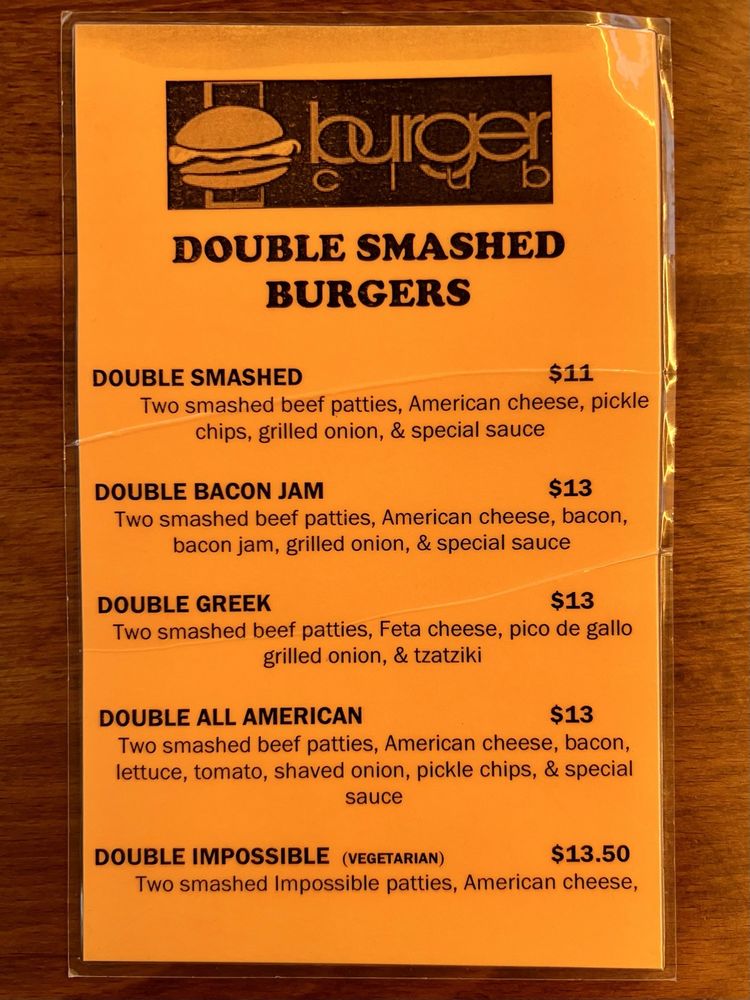 burger
club
DOUBLE SMASHED
BURGERS
DOUBLE SMASHED $11
Two smashed beef patties, American cheese, pickle
chips, grilled onion, & special sauce
DOUBLE BACON JAM $13
Two smashed beef patties, American cheese, bacon,
bacon jam, grilled onion, & special sauce
DOUBLE GREEK $13
Two smashed beef patties, Feta cheese, pico de gallo
grilled onion, & tzatziki
DOUBLE ALL AMERICAN $13
Two smashed beef patties, American cheese, bacon,
lettuce, tomato, shaved onion, pickle chips, & special
sauce
DOUBLE IMPOSSIBLE (VEGETARIAN) $13.50
Two smashed Impossible patties, American cheese,